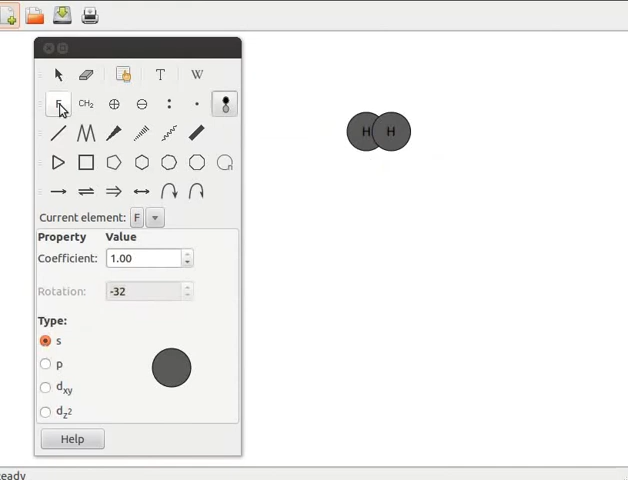 T W
F CH2
Current element: F
Property Value
Coefficient: 1.00
Rotation: -32
Type:
s
p
dxy
dz2
Help
H H
eady